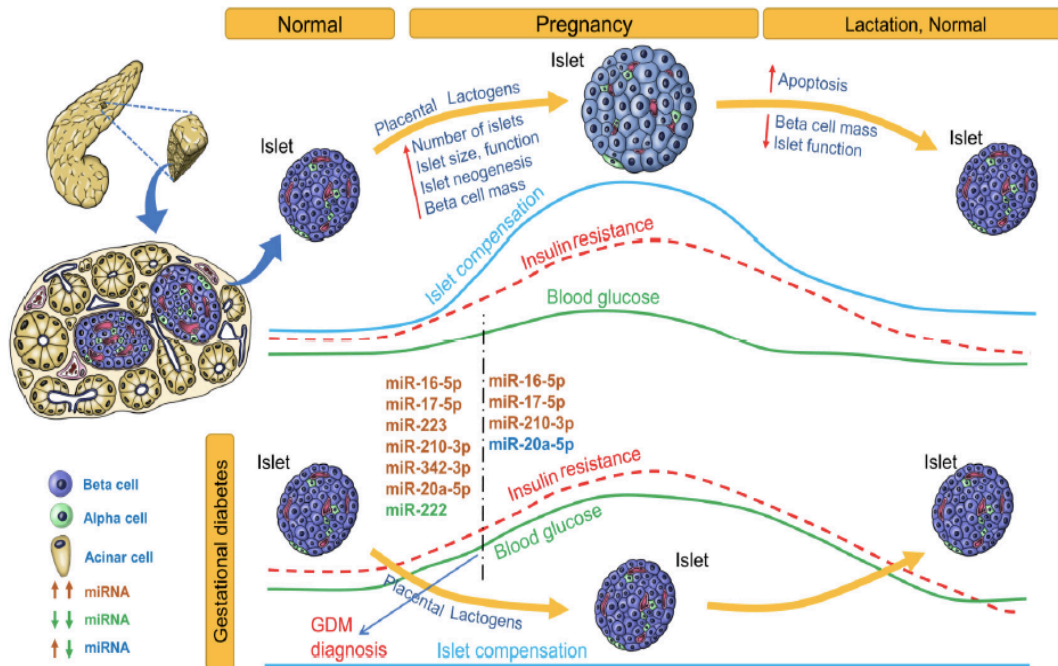 Normal
Pregnancy
Lactation, Normal
Islet
Placental Lactogens
Number of islets
Islet size, function
Islet neogenesis
Beta cell mass
Islet
Apoptosis
Beta cell mass
Islet function
Islet
Islet compensation
Insulin resistance
Blood glucose
miR-16-5p
miR-17-5p
miR-223
miR-210-3p
miR-342-3p
miR-20a-5p
miR-222
miR-16-5p
miR-17-5p
miR-210-3p
miR-20a-5p
Gestational diabetes
Islet
Insulin resistance
Blood glucose
Islet
Islet
Placental Lactogens
GDM
diagnosis
Islet compensation
Beta cell
Alpha cell
Acinar cell
miRNA
miRNA
miRNA